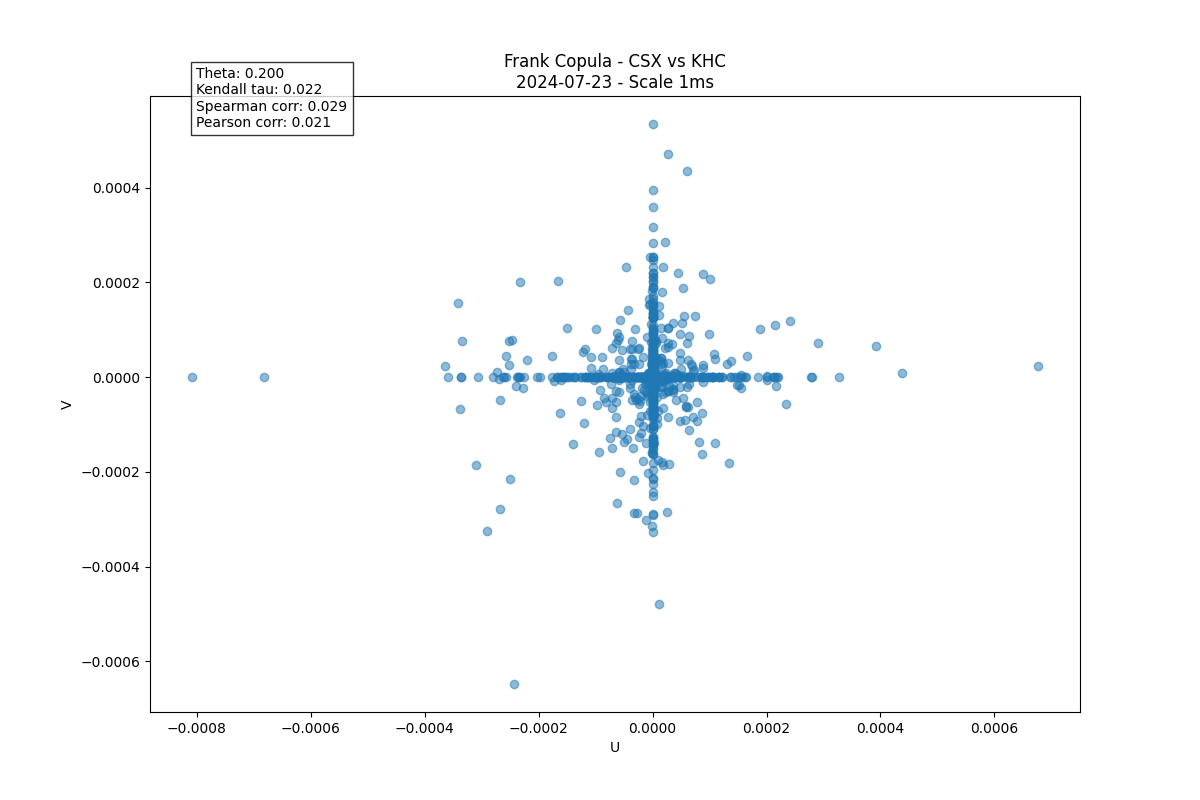 Frank Copula - CSX vs KHC
2024-07-23 - Scale 1ms
Theta: 0.200
Kendall tau: 0.022
Spearman corr: 0.029
Pearson corr: 0.021
0.0004
0.0002
0.0000
−0.0002
−0.0004
−0.0006
V
−0.0008
−0.0006
−0.0004
−0.0002
0.0000
0.0002
0.0004
0.0006
U